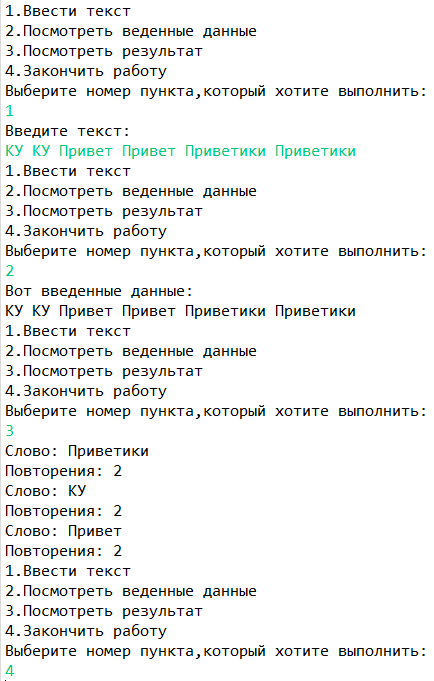 1.Ввести текст
2.Посмотреть веденные данные
3.Посмотреть результат
4.Закончить работу
Выберите номер пункта,который хотите выполнить:
1
Введите текст:
КУ КУ Привет Привет Приветики Приветики
1.Ввести текст
2.Посмотреть веденные данные
3.Посмотреть результат
4.Закончить работу
Выберите номер пункта,который хотите выполнить:
2
Вот введенные данные:
КУ КУ Привет Привет Приветики Приветики
1.Ввести текст
2.Посмотреть веденные данные
3.Посмотреть результат
4.Закончить работу
Выберите номер пункта,который хотите выполнить:
3
Слово: Приветики
Повторения: 2
Слово: КУ
Повторения: 2
Слово: Привет
Повторения: 2
1.Ввести текст
2.Посмотреть веденные данные
3.Посмотреть результат
4.Закончить работу
Выберите номер пункта,который хотите выполнить:
4